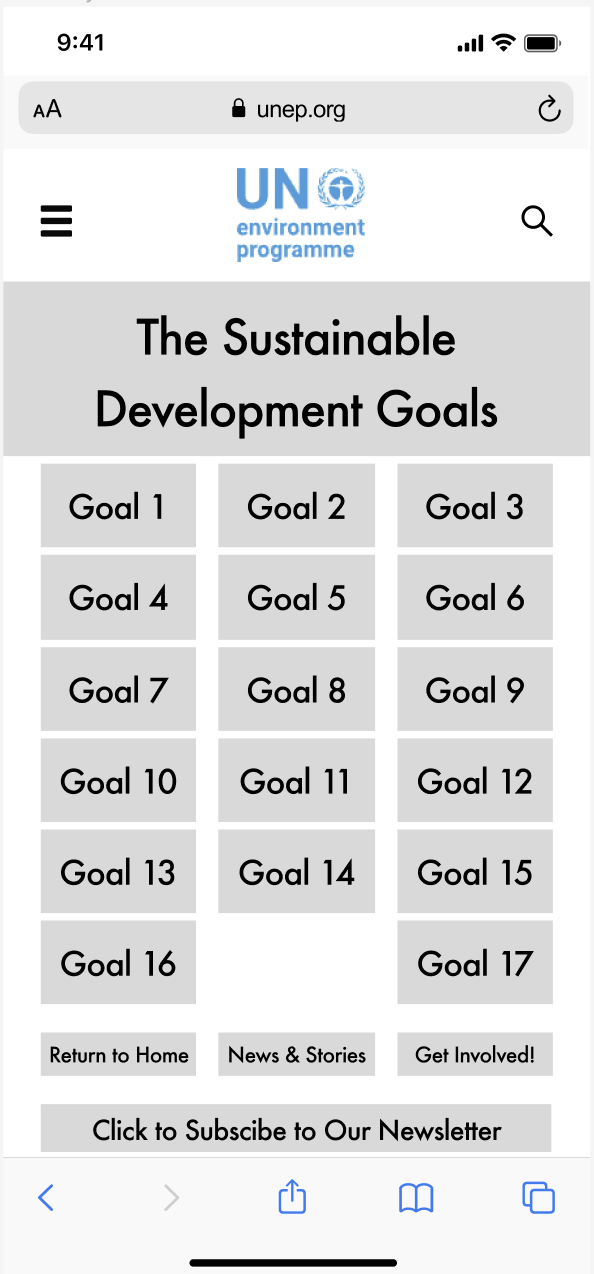 9:41
AA unep.org
UN
environment
programme
The Sustainable
Development Goals
Goal 1 Goal 2 Goal 3
Goal 4 Goal 5 Goal 6
Goal 7 Goal 8 Goal 9
Goal 10 Goal 11 Goal 12
Goal 13 Goal 14 Goal 15
Goal 16 Goal 17
Return to Home News & Stories Get Involved!
Click to Subscibe to Our Newsletter